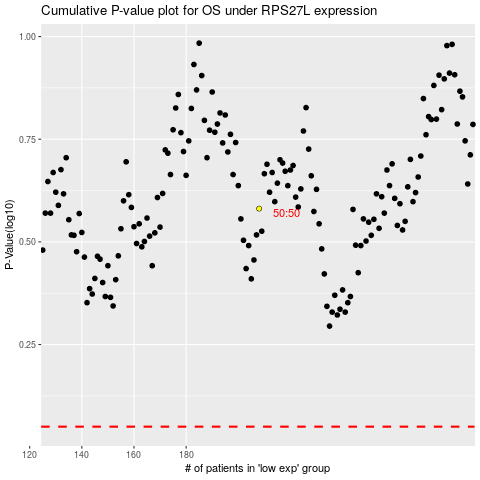 Cumulative P-value plot for OS under RPS27L expression
1.00
0.75
0.50
0.25
P-Value(log10)
50:50
120 140 160 180
# of patients in 'low exp' group